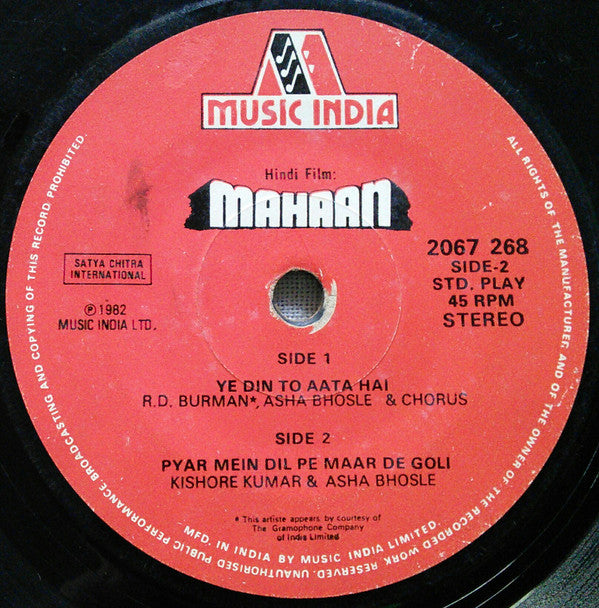 MUSIC INDIA
Hindi Film:
MAHAAN
SATYA CHITRA
INTERNATIONAL
℗ 1982
MUSIC INDIA LTD.
2067 268
SIDE-2
STD. PLAY
45 RPM
STEREO
SIDE 1
YE DIN TO AATA HAI
R.D. BURMAN*, ASHA BHOSLE & CHORUS
SIDE 2
PYAR MEIN DIL PE MAAR DE GOLI
KISHORE KUMAR & ASHA BHOSLE
* This artiste appears by courtesy of
The Gramophone Company
of India Limited
MFD. IN INDIA BY MUSIC INDIA LIMITED.
ALL RIGHTS OF THE MANUFACTURER AND OF THE OWNER OF THE RECORDED WORK RESERVED. UNAUTHORISED PUBLIC PERFORMANCE BROADCASTING AND COPYING OF THIS RECORD PROHIBITED.